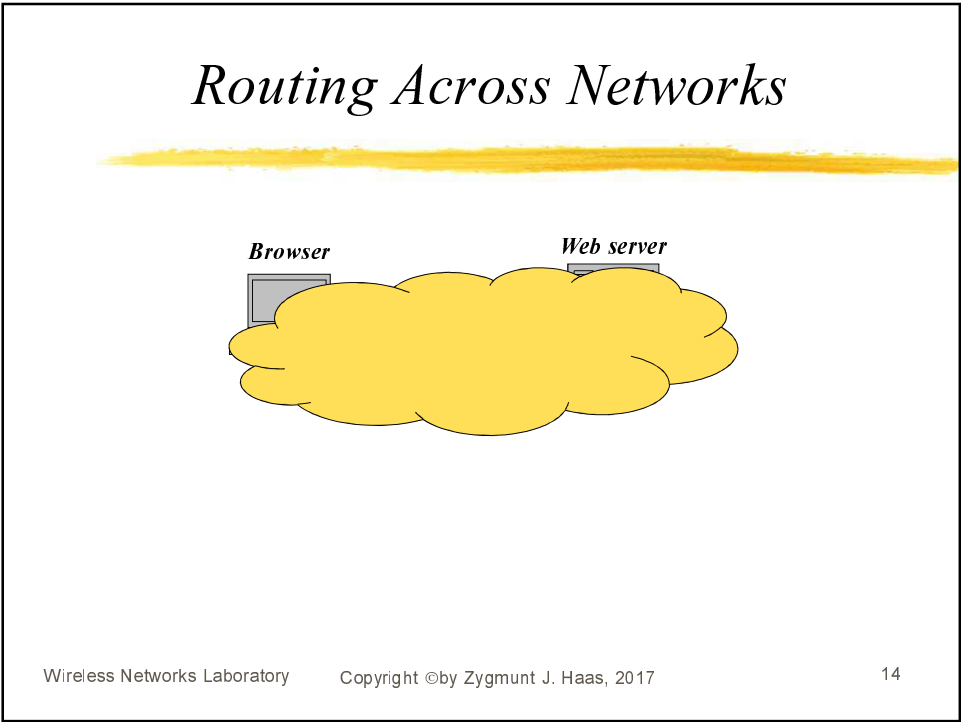 Routing Across Networks
Browser
Web server
Wireless Networks Laboratory
Copyright ©by Zygmunt J. Haas, 2017
14